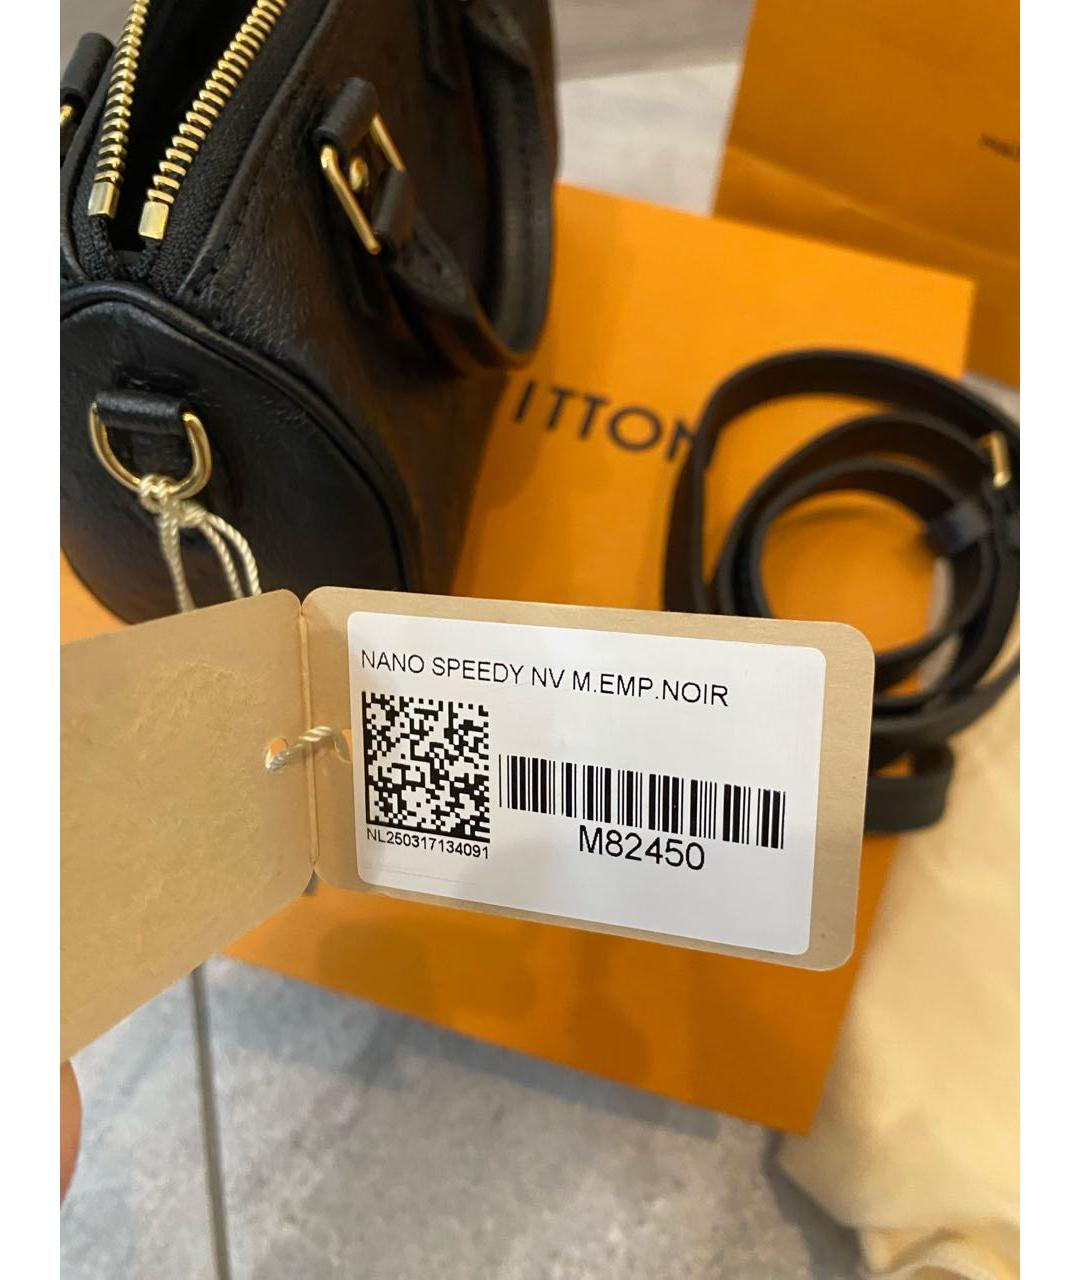 ITTON
NANO SPEEDY NV M.EMP.NOIR
NL250317134091
M82450